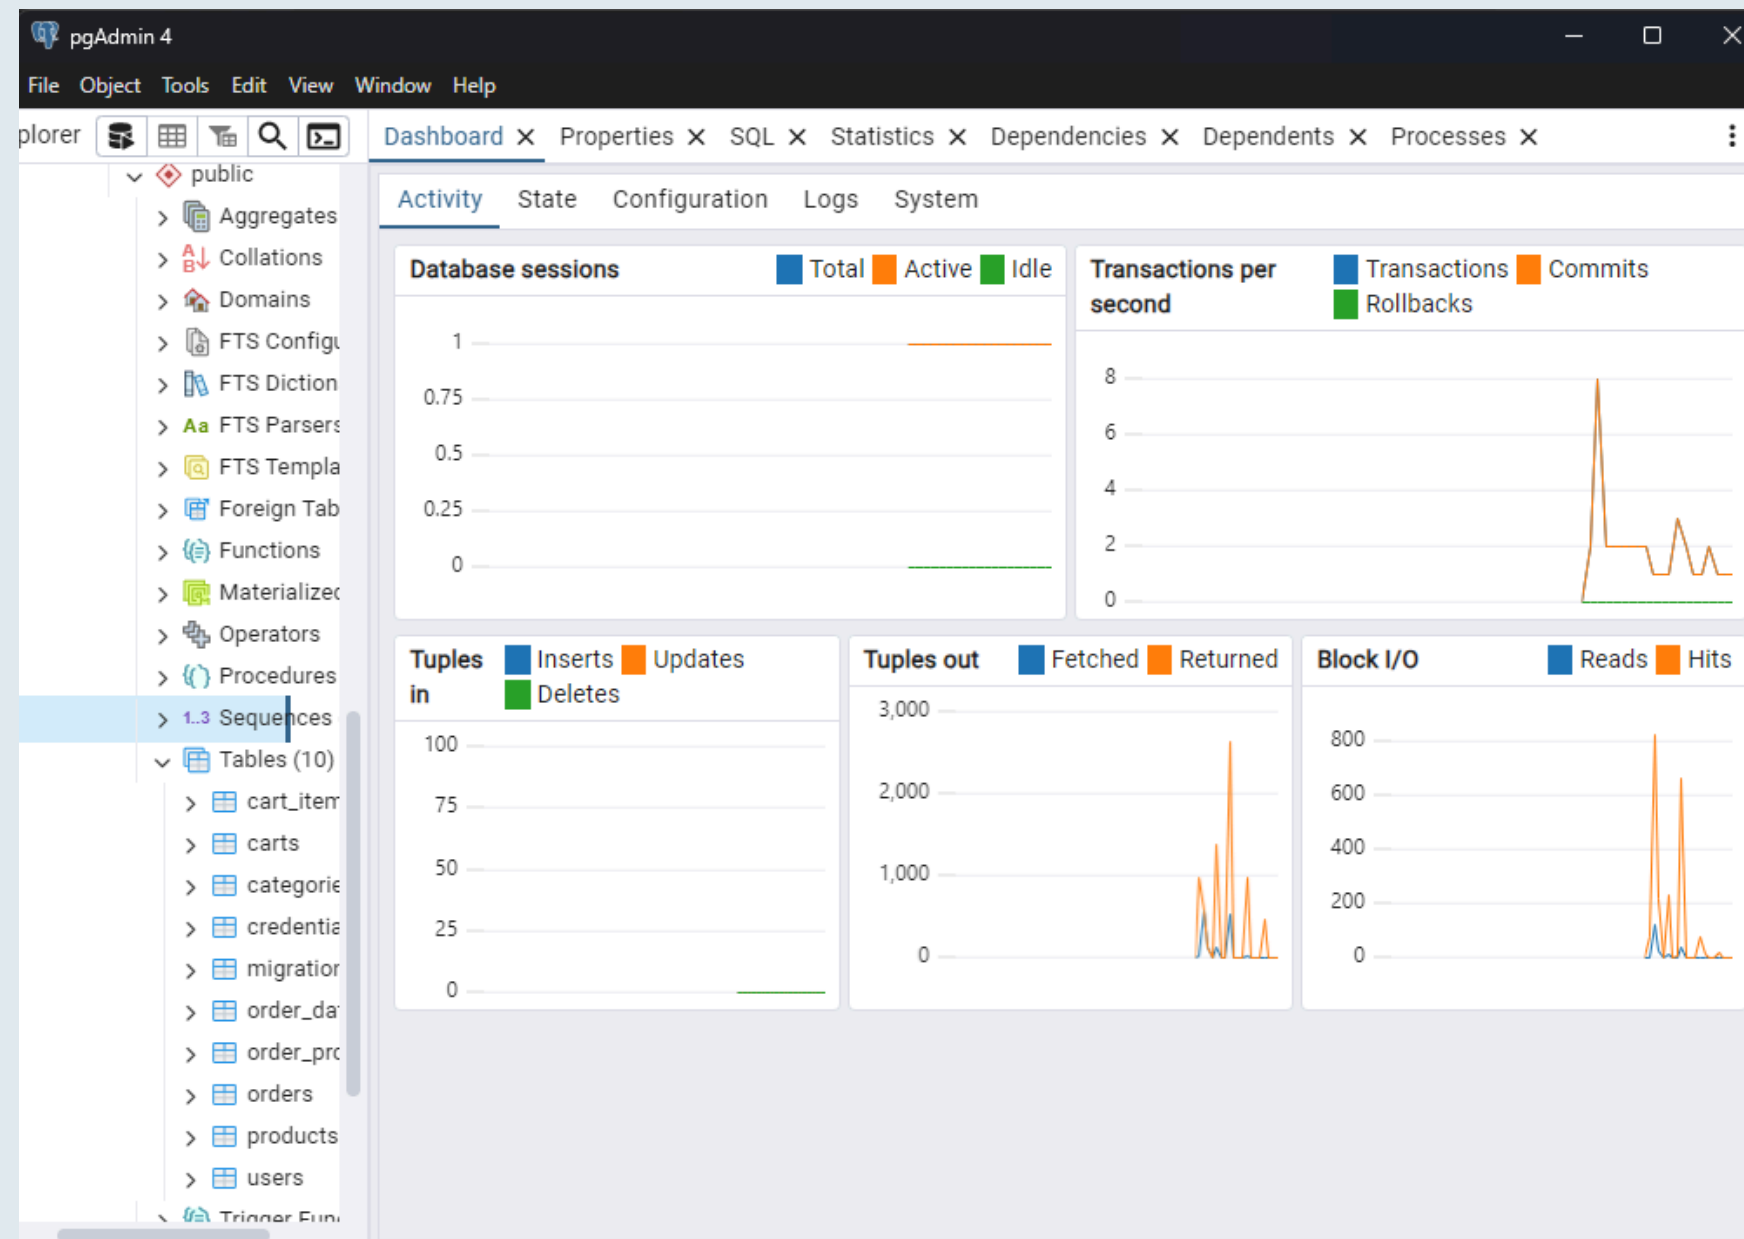 pgAdmin 4
File Object Tools Edit View Window Help
plorer
Dashboard Properties SQL Statistics Dependencies Dependents Processes
public
Aggregates
Collations
Domains
FTS Configu
FTS Diction
FTS Parsers
FTS Templa
Foreign Tab
Functions
Materialized
Operators
Procedures
1..3 Sequences
Tables (10)
cart_item
carts
categorie
credentia
migration
order_dat
order_pro
orders
products
users
Trigger Fun
Activity State Configuration Logs System
Database sessions
Total Active Idle
1
0.75
0.5
0.25
0
Transactions per
second
Transactions Commits
Rollbacks
8
6
4
2
0
Tuples
in
Inserts Updates
Deletes
100
75
50
25
0
Tuples out
Fetched Returned
3,000
2,000
1,000
0
Block I/O
Reads Hits
800
600
400
200
0